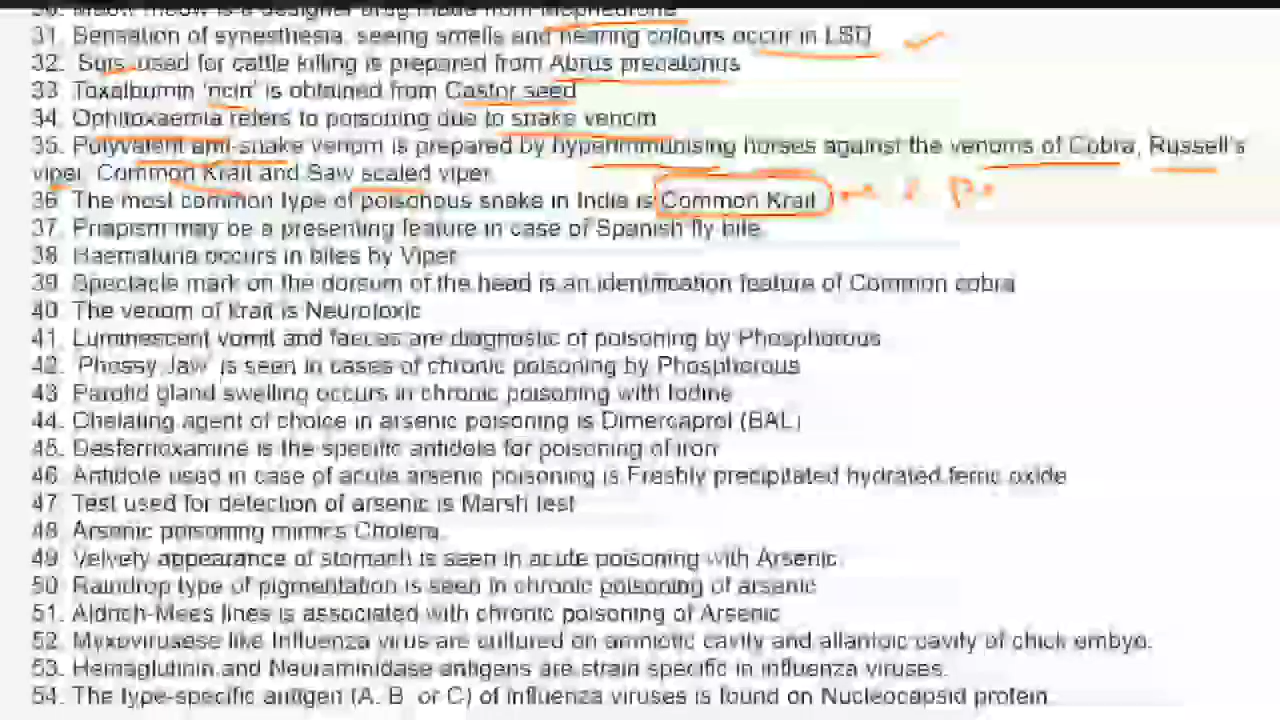 30. Meow meow is a designer drug made from Mephedrone
31. Sensation of synesthesia, seeing smells and hearing colours occur in LSD
32. Suis used for cattle killing is prepared from Abrus precatorius
33. Toxalbumin 'ricin' is obtained from Castor seed
34. Ophitoxaemia refers to poisoning due to snake venom
35. Polyvalent anti-snake venom is prepared by hyperimmunising horses against the venoms of Cobra, Russell's
viper, Common Krait and Saw scaled viper.
36. The most common type of poisonous snake in India is Common Krait
37. Priapism may be a presenting feature in case of Spanish fly bite.
38. Haematuria occurs in bites by Viper
39. Spectacle mark on the dorsum of the head is an identification feature of Common cobra
40. The venom of krait is Neurotoxic
41. Luminescent vomit and faeces are diagnostic of poisoning by Phosphorous
42. 'Phossy Jaw' is seen in cases of chronic poisoning by Phosphorous
43. Parotid gland swelling occurs in chronic poisoning with Iodine
44. Chelating agent of choice in arsenic poisoning is Dimercaprol (BAL)
45. Desferrioxamine is the specific antidote for poisoning of iron
46. Antidote used in case of acute arsenic poisoning is Freshly precipitated hydrated ferric oxide
47. Test used for detection of arsenic is Marsh test
48. Arsenic poisoning mimics Cholera.
49. Velvety appearance of stomach is seen in acute poisoning with Arsenic.
50. Raindrop type of pigmentation is seen in chronic poisoning of arsenic
51. Aldrich-Mees lines is associated with chronic poisoning of Arsenic
52. Myxovirusese like Influenza virus are cultured on amniotic cavity and allantoic cavity of chick embyo.
53. Hemaglutinin and Neuraminidase antigens are strain specific in influenza viruses.
54. The type-specific antigen (A, B or C) of influenza viruses is found on Nucleocapsid protein.